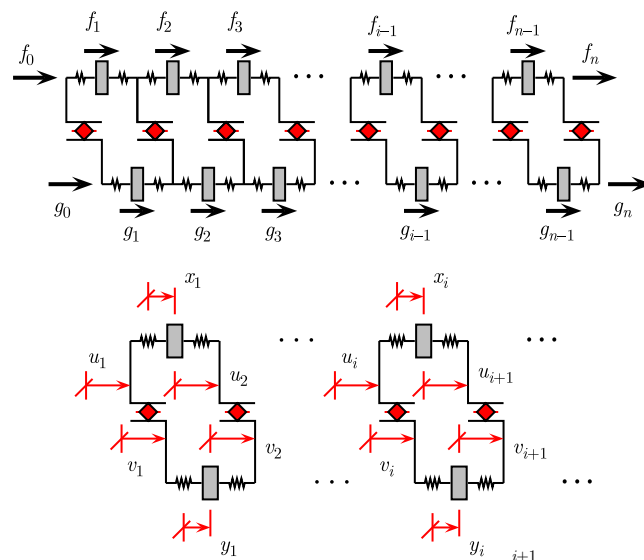 f₁ f₂ f₃ fᵢ₋₁ fₙ₋₁
f₀ ··· ··· fₙ
g₀ ··· ··· gₙ
g₁ g₂ g₃ gᵢ₋₁ gₙ₋₁
x₁ xᵢ
··· ···
u₁ u₂ uᵢ uᵢ₊₁
v₁ v₂ vᵢ vᵢ₊₁
··· ···
y₁ yᵢ
i+1